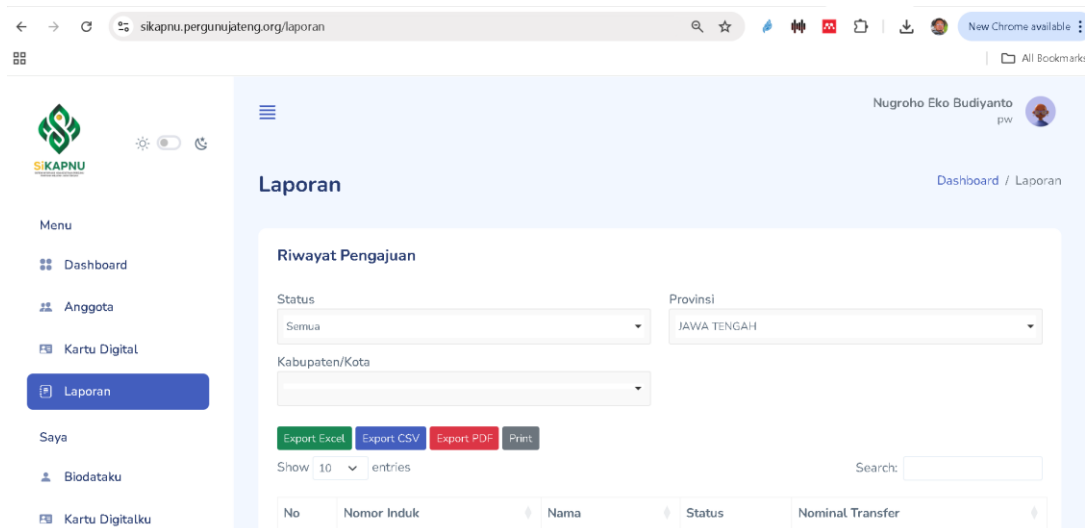 sikapnu.pergunujateng.org/laporan
New Chrome available
All Bookmarks
SiKAPNU
Nugroho Eko Budiyanto
pw
Laporan
Dashboard / Laporan
Menu
Dashboard
Anggota
Kartu Digital
Laporan
Saya
Biodataku
Kartu Digitalku
Riwayat Pengajuan
Status
Provinsi
Semua
JAWA TENGAH
Kabupaten/Kota
Export Excel
Export CSV
Export PDF
Print
Show 10 entries
Search:
No
Nomor Induk
Nama
Status
Nominal Transfer